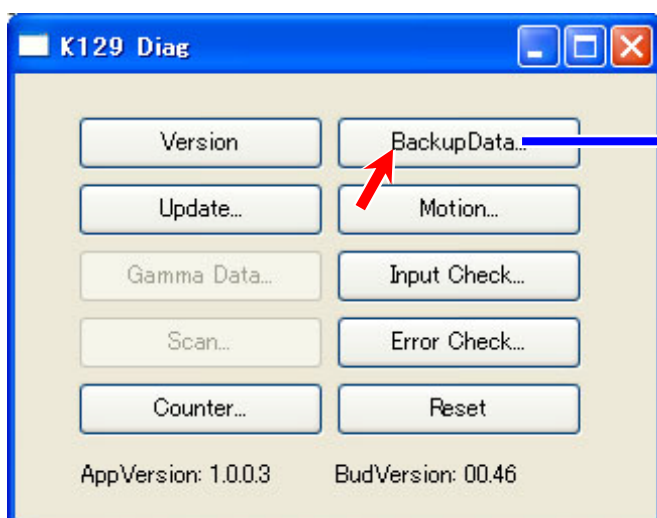 K129 Diag
Version
BackupData...
Update...
Motion...
Gamma Data...
Input Check...
Scan...
Error Check...
Counter...
Reset
AppVersion: 1.0.0.3
BudVersion: 00.46